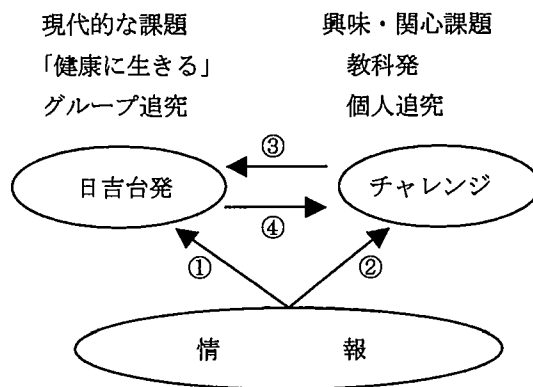 現代的な課題
「健康に生きる」
グループ追究
興味・関心課題
教科発
個人追究
③
日吉台発
チャレンジ
④
①
②
情報